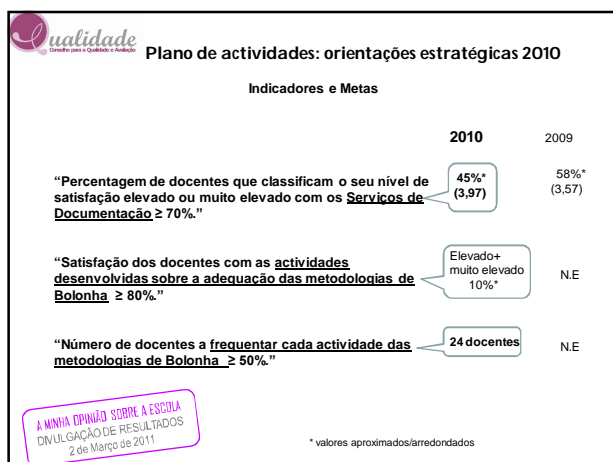 Qualidade
Conselho para a Qualidade e Avaliação
Plano de actividades: orientações estratégicas 2010
Indicadores e Metas
2010
2009
“Percentagem de docentes que classificam o seu nível de
satisfação elevado ou muito elevado com os Serviços de
Documentação ≥ 70%.”
45%*
(3,97)
58%*
(3,57)
“Satisfação dos docentes com as actividades
desenvolvidas sobre a adequação das metodologias de
Bolonha ≥ 80%.”
Elevado+
muito elevado
10%*
N.E
“Número de docentes a frequentar cada actividade das
metodologias de Bolonha ≥ 50%.”
24 docentes
N.E
A MINHA OPINIÃO SOBRE A ESCOLA
DIVULGAÇÃO DE RESULTADOS
2 de Março de 2011
* valores aproximados/arredondados